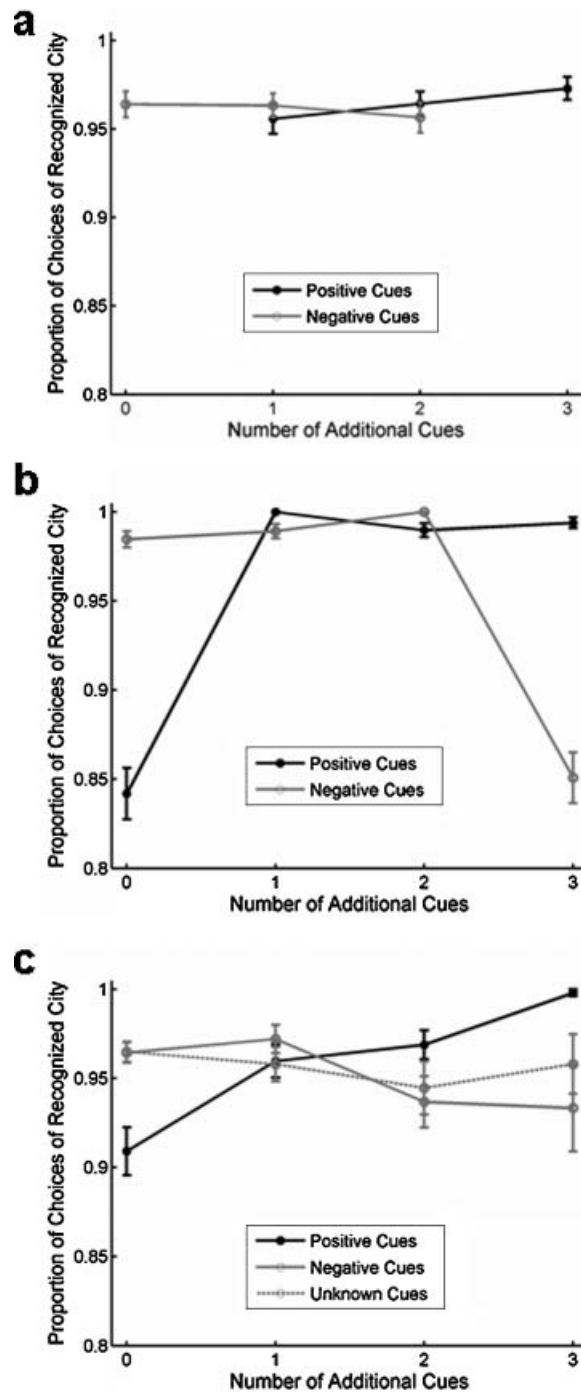 a
Proportion of Choices of Recognized City
1
0.95
0.9
0.85
0.8
Positive Cues
Negative Cues
0 1 2 3
Number of Additional Cues
b
Proportion of Choices of Recognized City
1
0.95
0.9
0.85
0.8
Positive Cues
Negative Cues
0 1 2 3
Number of Additional Cues
c
Proportion of Choices of Recognized City
1
0.95
0.9
0.85
0.8
Positive Cues
Negative Cues
Unknown Cues
0 1 2 3
Number of Additional Cues